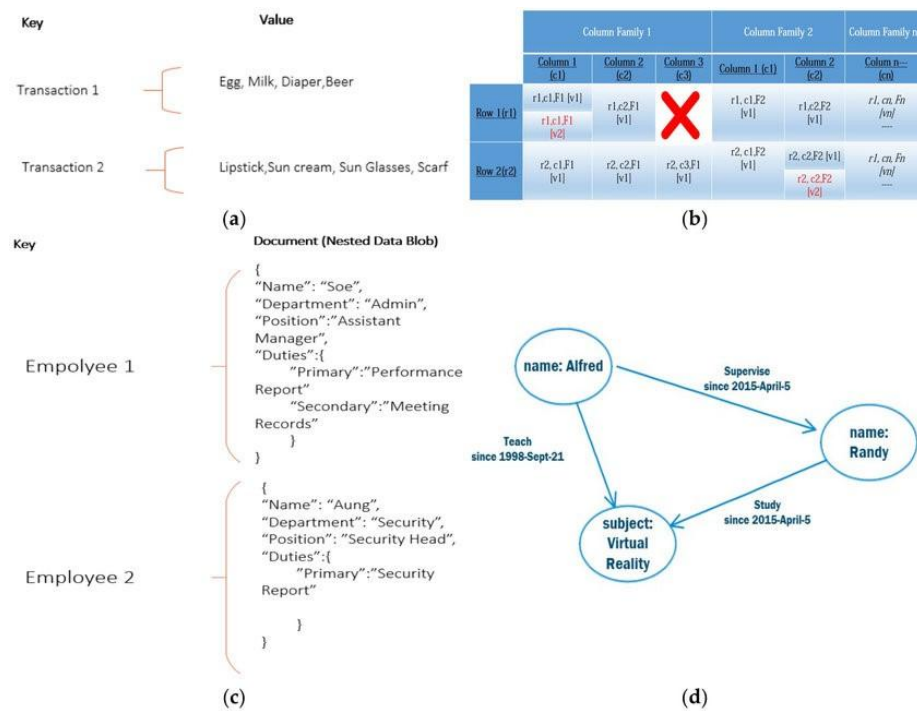 Key
Value
Transaction 1
Egg, Milk, Diaper,Beer
Transaction 2
Lipstick,Sun cream, Sun Glasses, Scarf
(a)
Column Family 1
Column Family 2
Column Family n
Column 1
(c1)
Column 2
(c2)
Column 3
(c3)
Column 1 (c1)
Column 2
(c2)
Colum n---
(cn)
Row 1(r1)
r1,c1,F1 [v1]
r1,c1,F1
[v2]
r1,c2,F1
[v1]
r1, c1,F2
[v1]
r1,c2,F2
[v1]
r1, cn, Fn
[vn]
----
Row 2(r2)
r2, c1,F1
[v1]
r2, c2,F1
[v1]
r2, c3,F1
[v1]
r2, c1,F2
[v1]
r2, c2,F2 [v1]
r2, c2,F2
[v2]
r1, cn, Fn
[vn]
----
(b)
Key
Document (Nested Data Blob)
Empolyee 1
{
“Name”: “Soe”,
“Department”: “Admin”,
“Position”:”Assistant
Manager”,
“Duties”:{
”Primary”:”Performance
Report”
”Secondary”:”Meeting
Records”
}
}
Employee 2
{
“Name”: “Aung”,
“Department”: “Security”,
“Position”: “Security Head”,
“Duties”:{
”Primary”:”Security
Report”
}
}
(c)
name: Alfred
Supervise
since 2015-April-5
name:
Randy
Teach
since 1998-Sept-21
Study
since 2015-April-5
subject:
Virtual
Reality
(d)